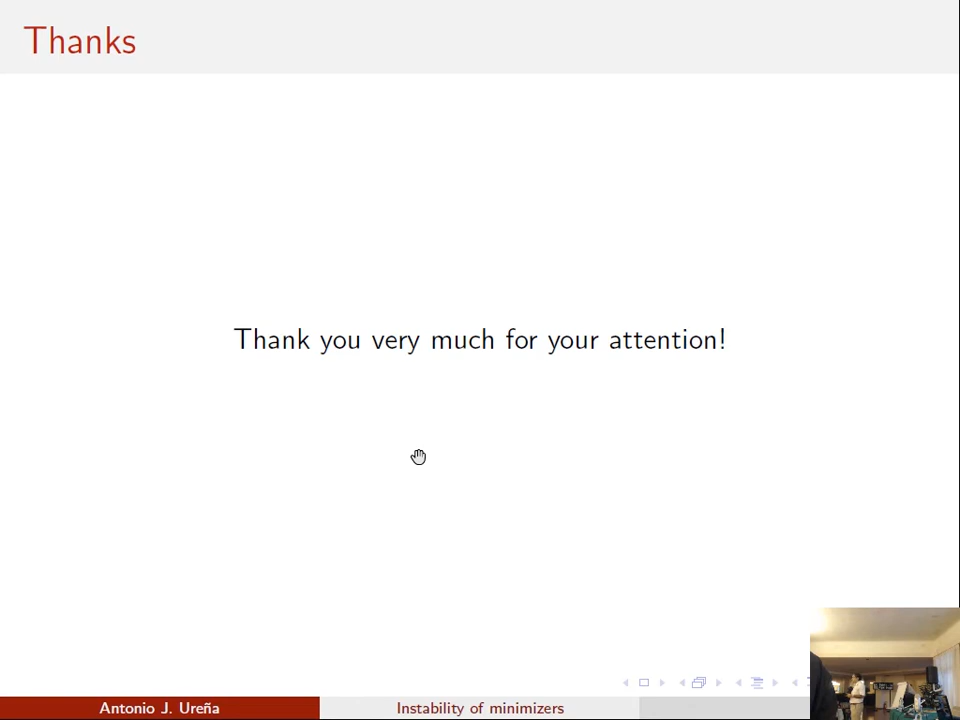 Thanks
Thank you very much for your attention!
Antonio J. Ureña
Instability of minimizers